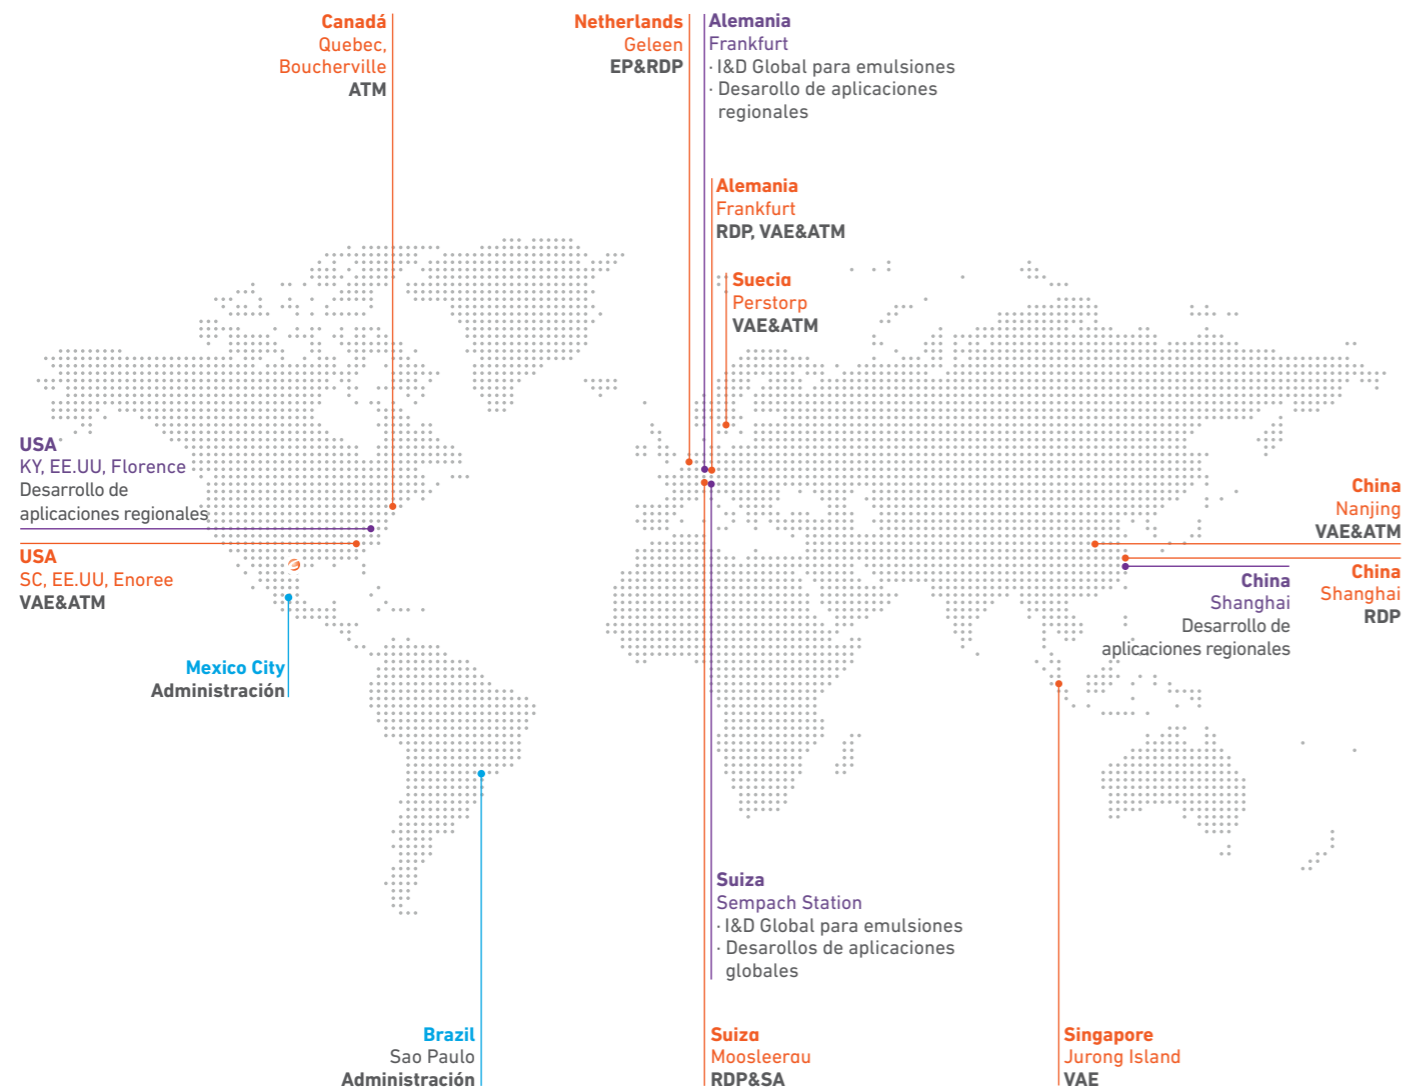 Canadá
Quebec,
Boucherville
ATM
Netherlands
Geleen
EP&RDP
Alemania
Frankfurt
· I&D Global para emulsiones
· Desarollo de aplicaciones
regionales
Alemania
Frankfurt
RDP, VAE&ATM
Suecia
Perstorp
VAE&ATM
USA
KY, EE.UU, Florence
Desarrollo de
aplicaciones regionales
USA
SC, EE.UU, Enoree
VAE&ATM
Mexico City
Administración
China
Nanjing
VAE&ATM
China
Shanghai
RDP
China
Shanghai
Desarrollo de
aplicaciones regionales
Suiza
Sempach Station
· I&D Global para emulsiones
· Desarollos de aplicaciones
globales
Brazil
Sao Paulo
Administración
Suiza
Moosleerau
RDP&SA
Singapore
Jurong Island
VAE